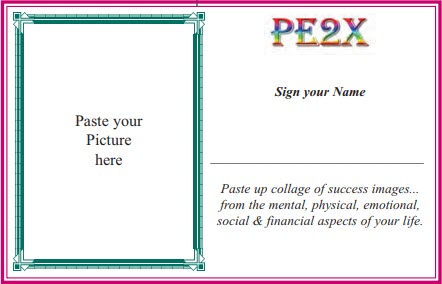 Paste your
Picture
here
PE2X
Sign your Name
Paste up collage of success images...
from the mental, physical, emotional,
social & financial aspects of your life.